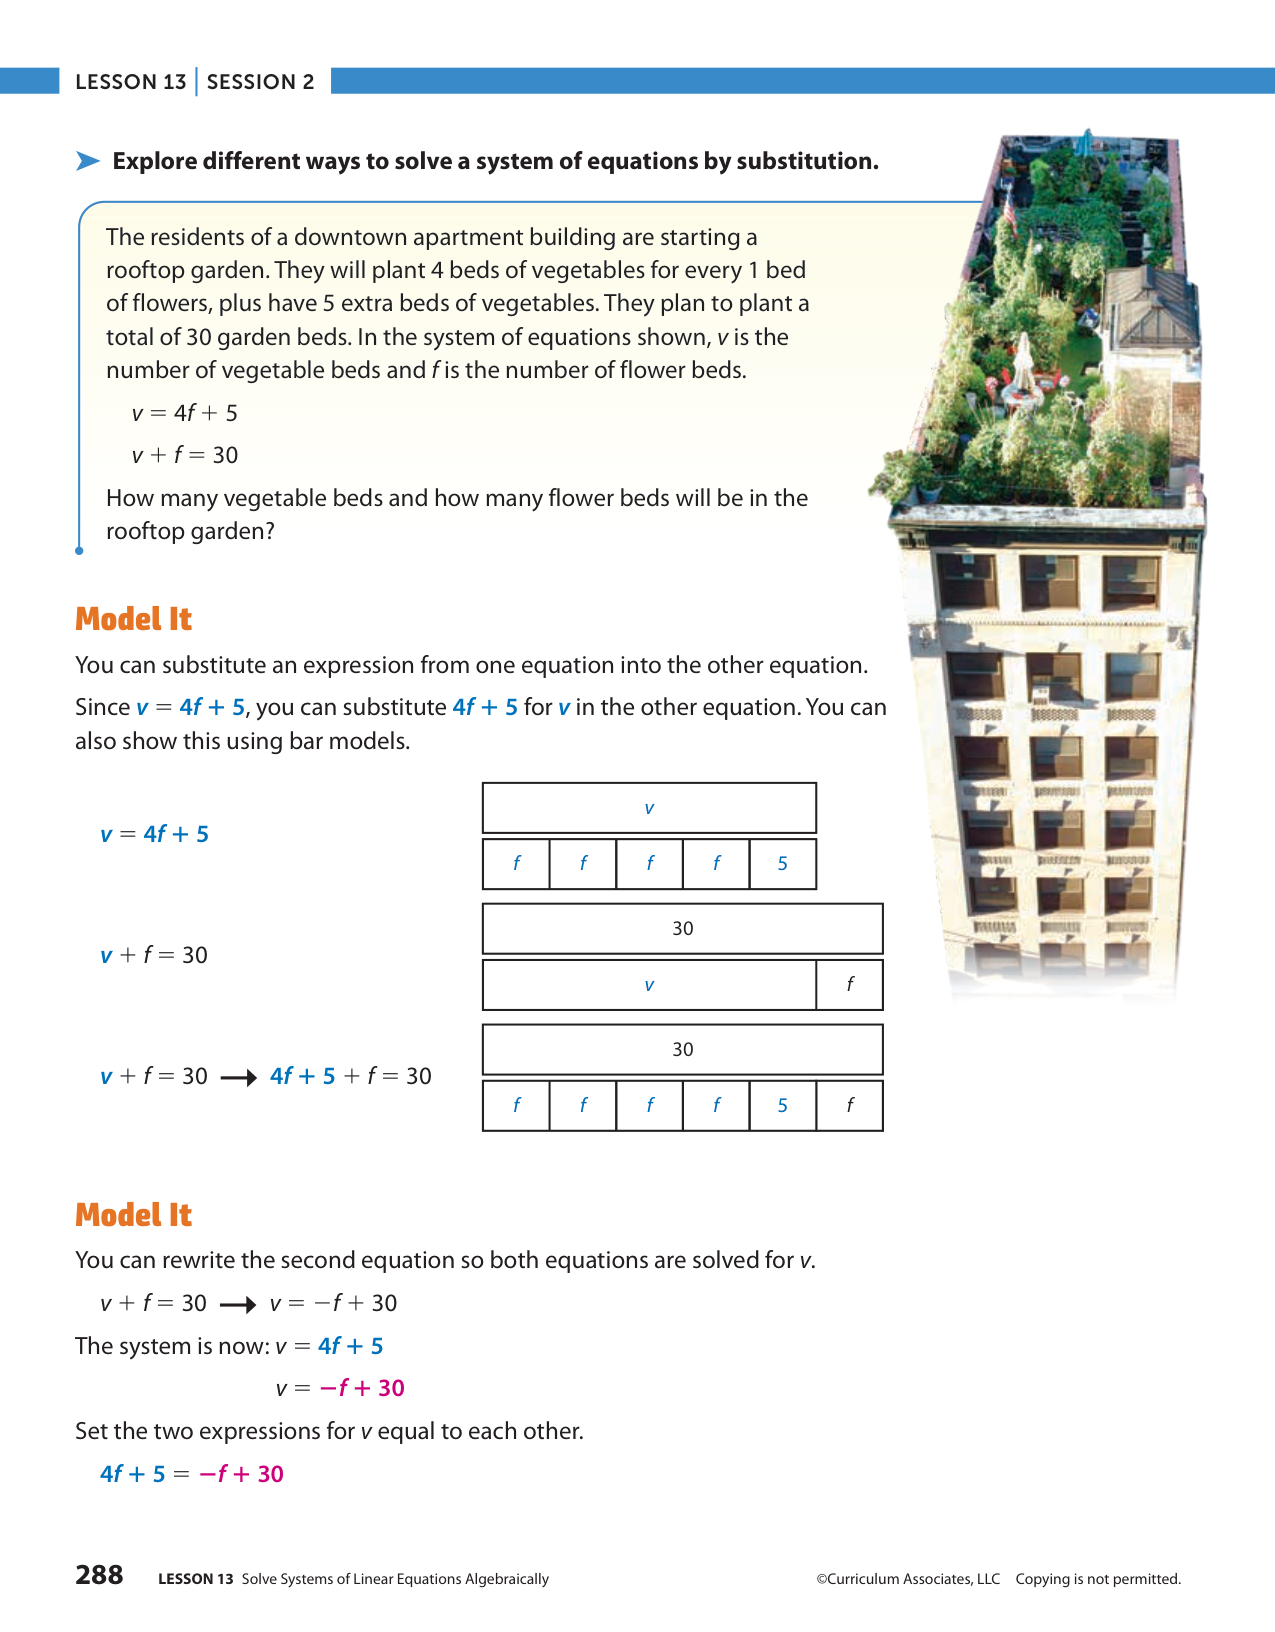 LESSON 13 | SESSION 2
➤ Explore different ways to solve a system of equations by substitution.
The residents of a downtown apartment building are starting a
rooftop garden. They will plant 4 beds of vegetables for every 1 bed
of flowers, plus have 5 extra beds of vegetables. They plan to plant a
total of 30 garden beds. In the system of equations shown, v is the
number of vegetable beds and f is the number of flower beds.
v = 4f + 5
v + f = 30
How many vegetable beds and how many flower beds will be in the
rooftop garden?
Model It
You can substitute an expression from one equation into the other equation.
Since v = 4f + 5, you can substitute 4f + 5 for v in the other equation. You can
also show this using bar models.
v = 4f + 5
v
f f f f 5
v + f = 30
30
v f
v + f = 30 ⟶ 4f + 5 + f = 30
30
f f f f 5 f
Model It
You can rewrite the second equation so both equations are solved for v.
v + f = 30 ⟶ v = −f + 30
The system is now: v = 4f + 5
v = −f + 30
Set the two expressions for v equal to each other.
4f + 5 = −f + 30
288 LESSON 13 Solve Systems of Linear Equations Algebraically ©Curriculum Associates, LLC Copying is not permitted.